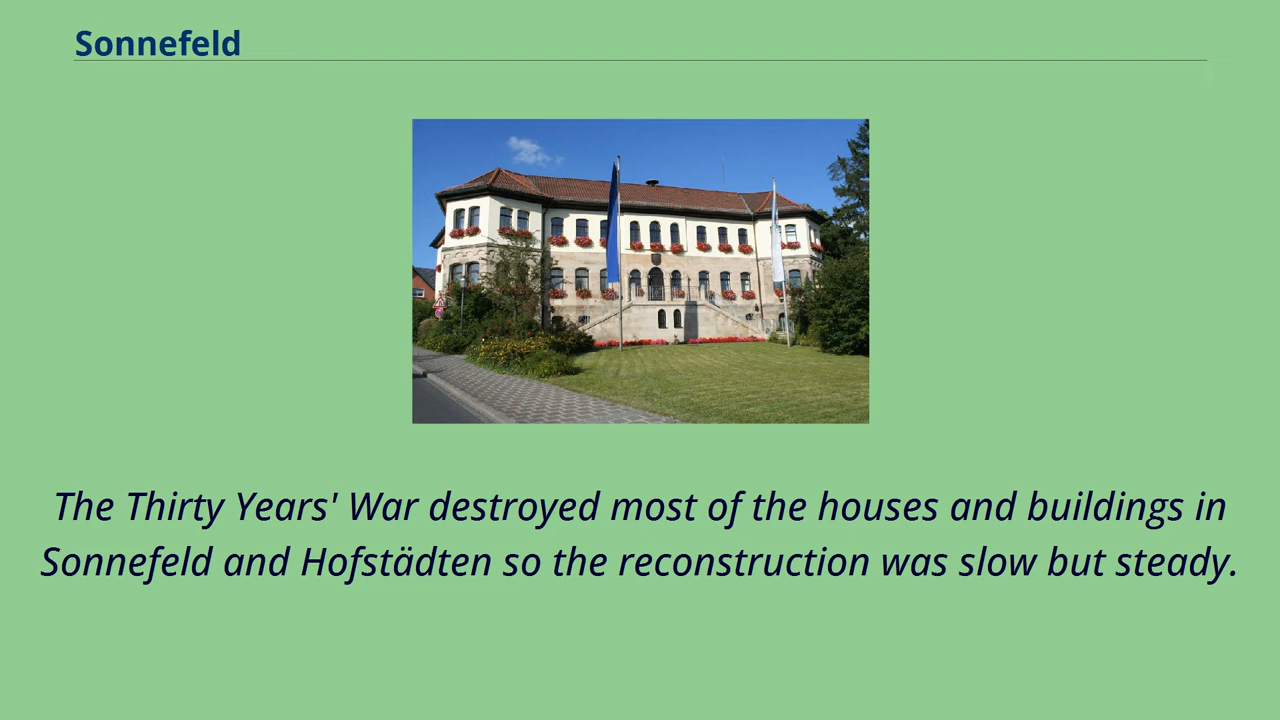 Sonnefeld
The Thirty Years' War destroyed most of the houses and buildings in
Sonnefeld and Hofstädten so the reconstruction was slow but steady.